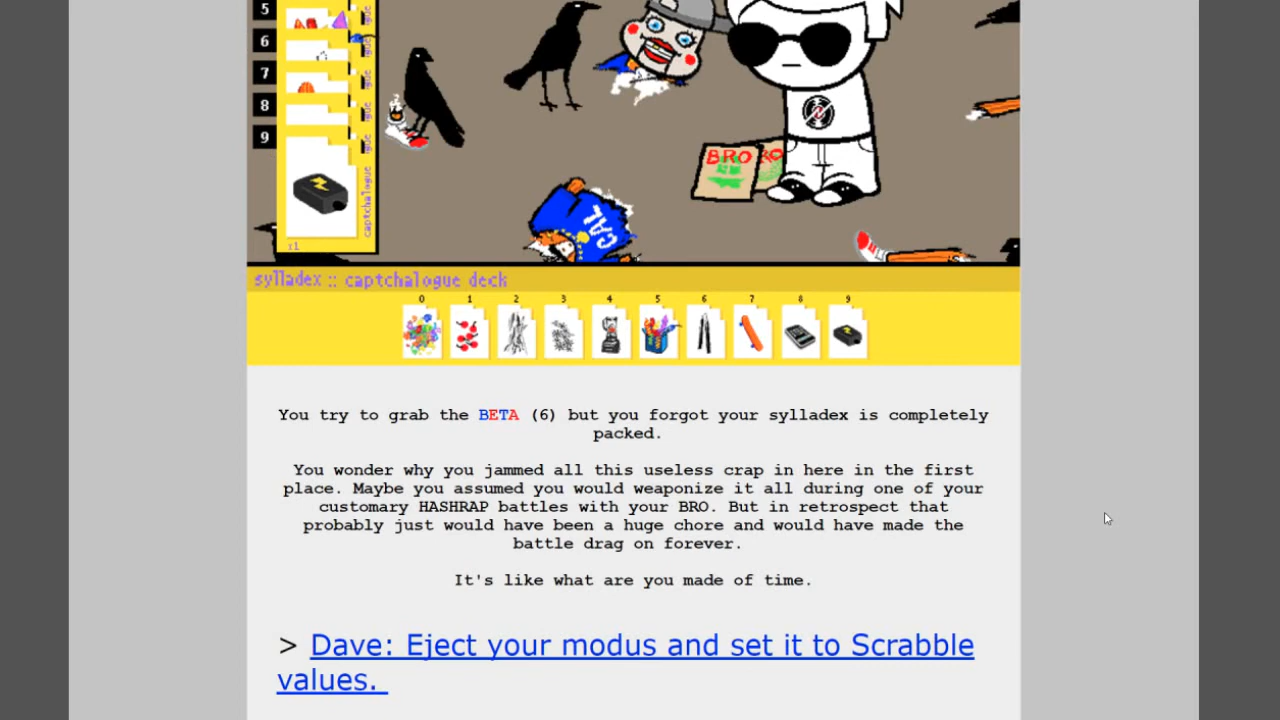 5
6
7
8
9
captchalogue
x1
BRO
CAL
sylladex :: captchalogue deck
0 1 2 3 4 5 6 7 8 9
You try to grab the BETA (6) but you forgot your sylladex is completely
packed.
You wonder why you jammed all this useless crap in here in the first
place. Maybe you assumed you would weaponize it all during one of your
customary HASHRAP battles with your BRO. But in retrospect that
probably just would have been a huge chore and would have made the
battle drag on forever.
It's like what are you made of time.
> Dave: Eject your modus and set it to Scrabble
values.